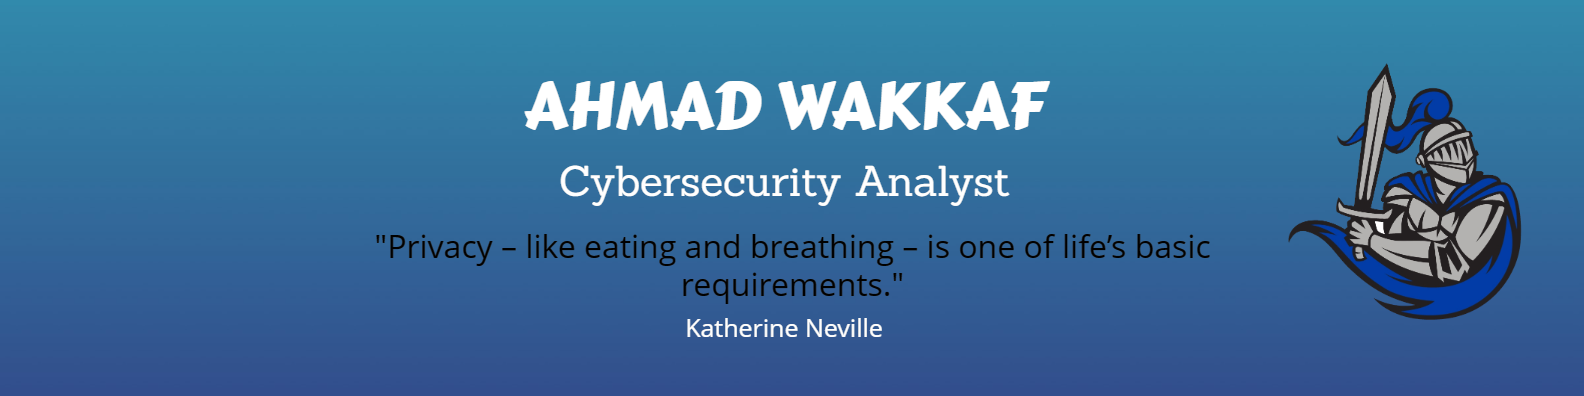 AHMAD WAKKAF
Cybersecurity Analyst
"Privacy – like eating and breathing – is one of life’s basic
requirements."
Katherine Neville